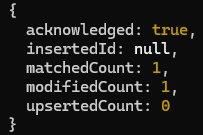 {
  acknowledged: true,
  insertedId: null,
  matchedCount: 1,
  modifiedCount: 1,
  upsertedCount: 0
}